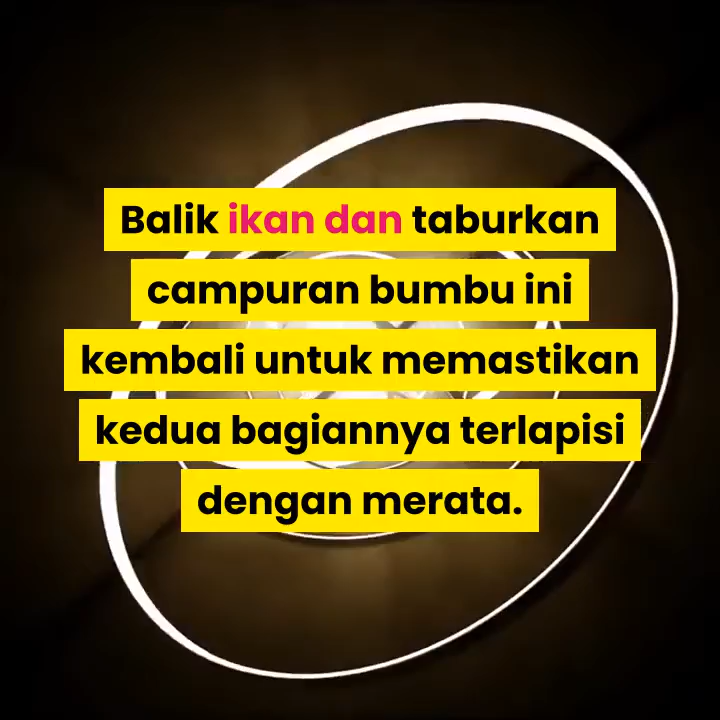 Balik ikan dan taburkan
campuran bumbu ini
kembali untuk memastikan
kedua bagiannya terlapisi
dengan merata.